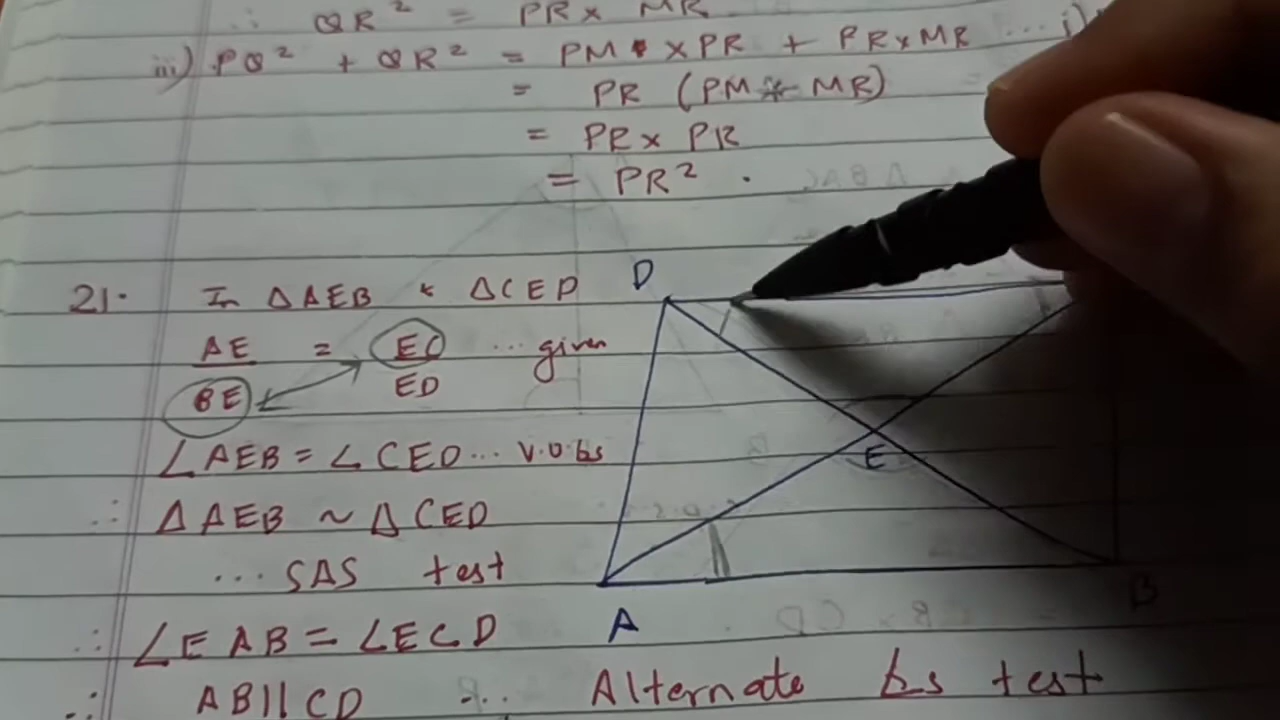 ∴ QR² = PR x MR
iii) PQ² + QR² = PM x PR + PR x MR ... i)
= PR (PM + MR)
= PR x PR
= PR² .
21. In ΔAEB & ΔCED
AE = EC ... given
BE ED
∠AEB = ∠CED ... V.O ∠s
∴ ΔAEB ~ ΔCED
... SAS test
∴ ∠EAB = ∠ECD
∴ AB||CD ... Alternate ∠s test
D
E
A
B